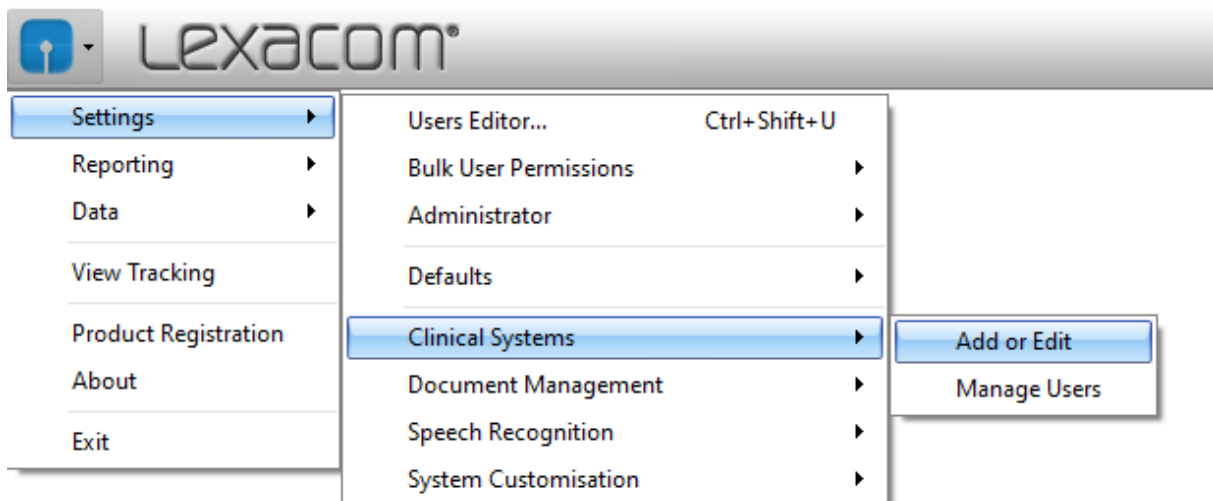 Lexacom®
Settings
Reporting
Data
View Tracking
Product Registration
About
Exit
Users Editor... Ctrl+Shift+U
Bulk User Permissions
Administrator
Defaults
Clinical Systems
Document Management
Speech Recognition
System Customisation
Add or Edit
Manage Users